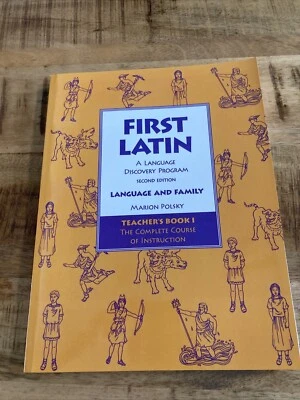 FIRST
LATIN
A LANGUAGE
DISCOVERY PROGRAM
SECOND EDITION
LANGUAGE AND FAMILY
MARION POLSKY
TEACHER'S BOOK I
THE COMPLETE COURSE
OF INSTRUCTION